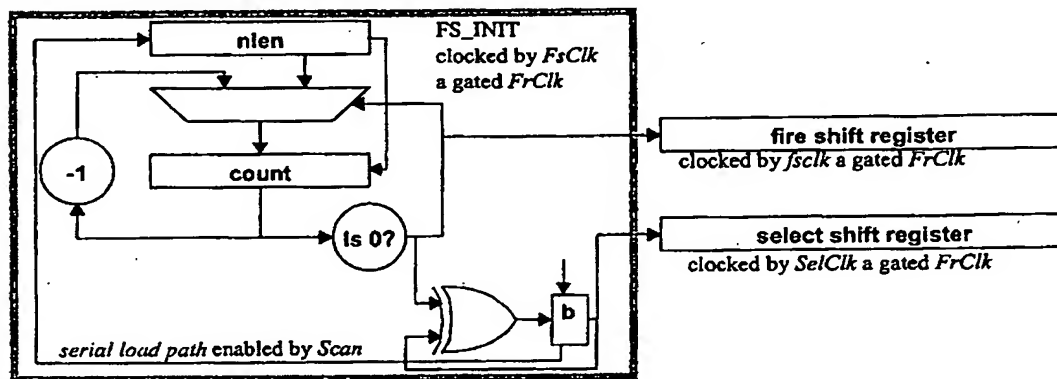 nlen
FS_INIT
clocked by FsClk
a gated FrClk
fire shift register
clocked by fsclk a gated FrClk
-1
count
Is 0?
select shift register
clocked by SelClk a gated FrClk
b
serial load path enabled by Scan